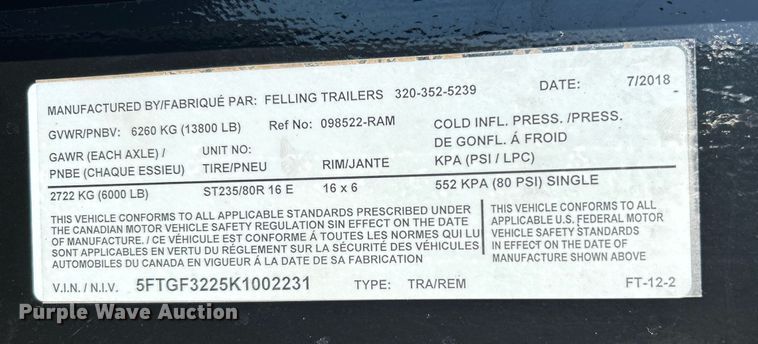 MANUFACTURED BY/FABRIQUÉ PAR: FELLING TRAILERS 320-352-5239 DATE: 7/2018
GVWR/PNBV: 6260 KG (13800 LB) Ref No: 098522-RAM COLD INFL. PRESS. /PRESS.
DE GONFL. Á FROID
GAWR (EACH AXLE) / UNIT NO:
PNBE (CHAQUE ESSIEU) TIRE/PNEU RIM/JANTE KPA (PSI / LPC)
2722 KG (6000 LB) ST235/80R 16 E 16 x 6 552 KPA (80 PSI) SINGLE
THIS VEHICLE CONFORMS TO ALL APPLICABLE STANDARDS PRESCRIBED UNDER
THE CANADIAN MOTOR VEHICLE SAFETY REGULATION SIN EFFECT ON THE DATE
OF MANUFACTURE. / CE VÉHICULE EST CONFORME Á TOUTES LES NORMES QUI LUI
SONT APPLICABLES EN VERTU DU RÉGLEMENT SUR LA SÉCURITÉ DES VÉHICULES
AUTOMOBILES DU CANADA EN VIGUEUR Á LA DATE DE SA FABRICATION
THIS VEHICLE CONFORMS TO ALL
APPLICABLE U.S. FEDERAL MOTOR
VEHICLE SAFETY STANDARDS
IN EFFECT ON THE DATE OF
MANUFACTURE SHOWN ABOVE
V.I.N. / N.I.V. 5FTGF3225K1002231 TYPE: TRA/REM FT-12-2
Purple Wave Auction